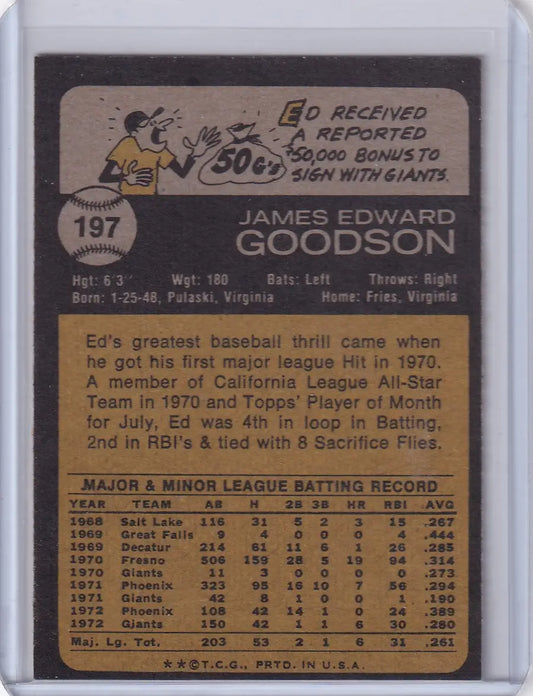 ED RECEIVED
A REPORTED
$50,000 BONUS TO
SIGN WITH GIANTS.
50 G's
197
JAMES EDWARD
GOODSON
Hgt: 6'3" Wgt: 180 Bats: Left Throws: Right
Born: 1-25-48, Pulaski, Virginia Home: Fries, Virginia
Ed's greatest baseball thrill came when
he got his first major league Hit in 1970.
A member of California League All-Star
Team in 1970 and Topps' Player of Month
for July, Ed was 4th in loop in Batting,
2nd in RBI's & tied with 8 Sacrifice Flies.
MAJOR & MINOR LEAGUE BATTING RECORD
YEAR TEAM AB H 2B 3B HR RBI AVG
1968 Salt Lake 116 31 5 2 3 15 .267
1969 Great Falls 9 4 0 0 0 4 .444
1969 Decatur 214 61 11 6 1 26 .285
1970 Fresno 506 159 28 5 19 94 .314
1970 Giants 11 3 0 0 0 0 .273
1971 Phoenix 323 95 16 10 7 56 .294
1971 Giants 42 8 1 0 0 1 .190
1972 Phoenix 108 42 14 1 0 24 .389
1972 Giants 150 42 1 1 6 30 .280
Maj. Lg. Tot. 203 53 2 1 6 31 .261
**©T.C.G., PRTD. IN U.S.A.